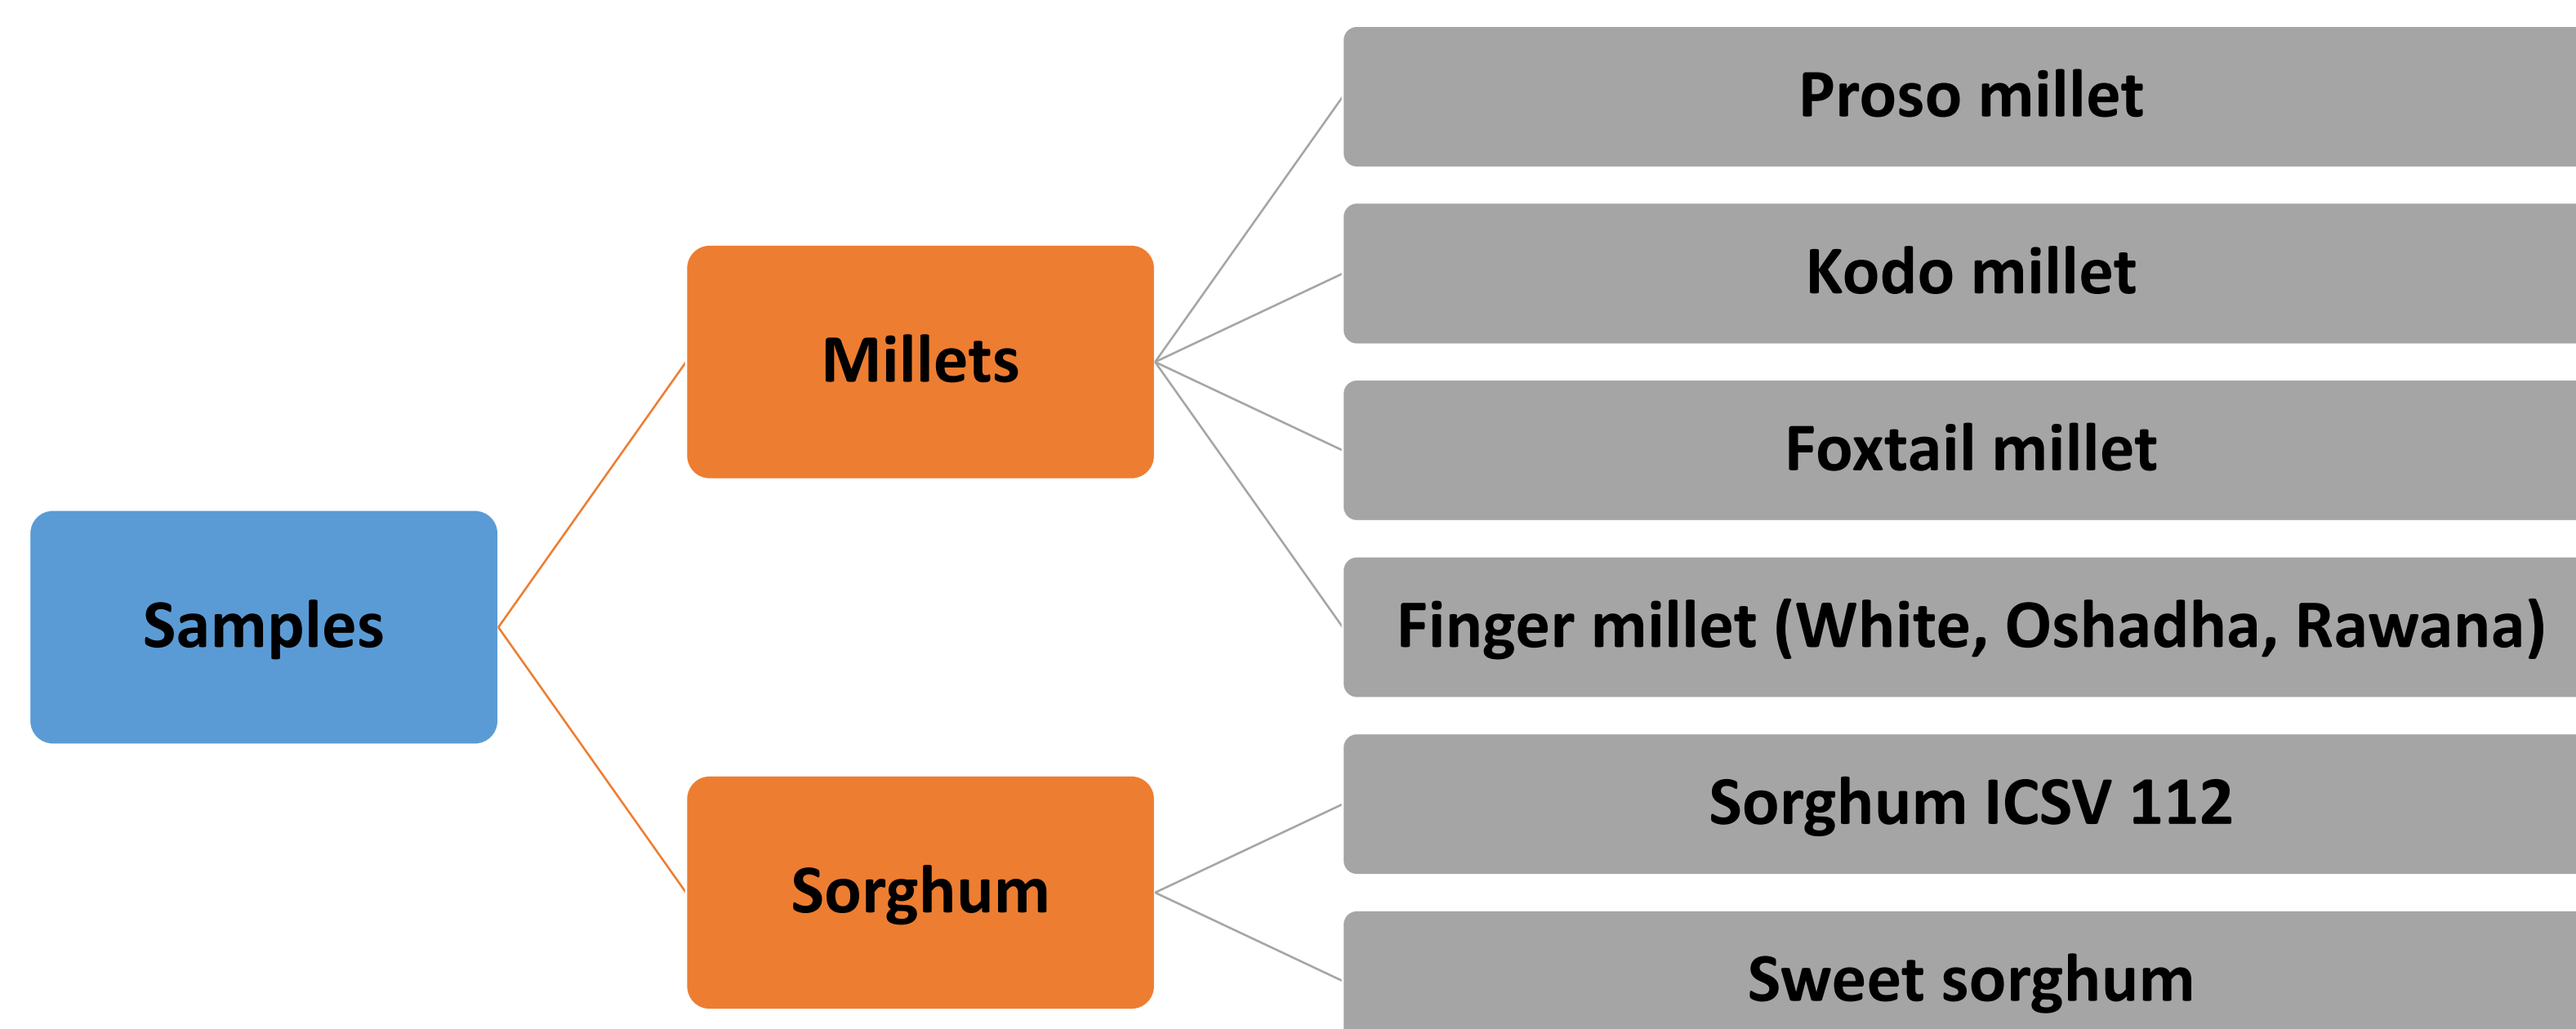 Samples
Millets
Proso millet
Kodo millet
Foxtail millet
Finger millet (White, Oshadha, Rawana)
Sorghum
Sorghum ICSV 112
Sweet sorghum